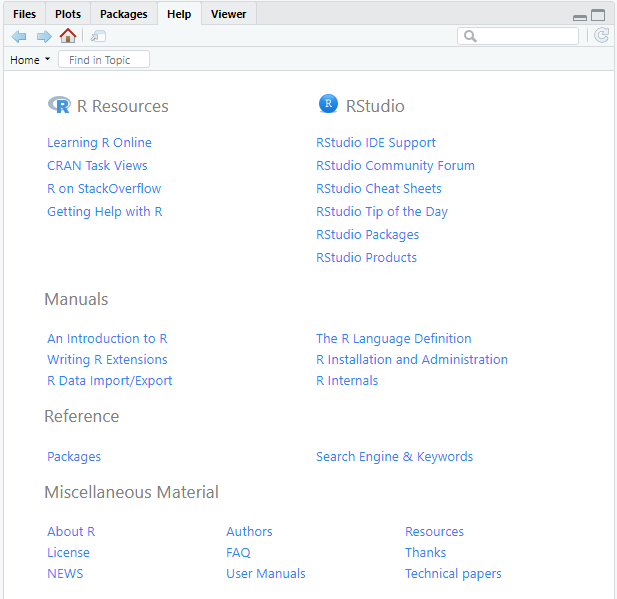 Files Plots Packages Help Viewer
Home Find in Topic
R R Resources R RStudio
Learning R Online RStudio IDE Support
CRAN Task Views RStudio Community Forum
R on StackOverflow RStudio Cheat Sheets
Getting Help with R RStudio Tip of the Day
RStudio Packages
RStudio Products
Manuals
An Introduction to R The R Language Definition
Writing R Extensions R Installation and Administration
R Data Import/Export R Internals
Reference
Packages Search Engine & Keywords
Miscellaneous Material
About R Authors Resources
License FAQ Thanks
NEWS User Manuals Technical papers